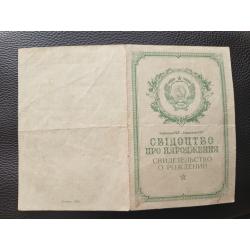 СВІДОЦТВО
ПРО НАРОДЖЕННЯ
СВИДЕТЕЛЬСТВО
О РОЖДЕНИИ